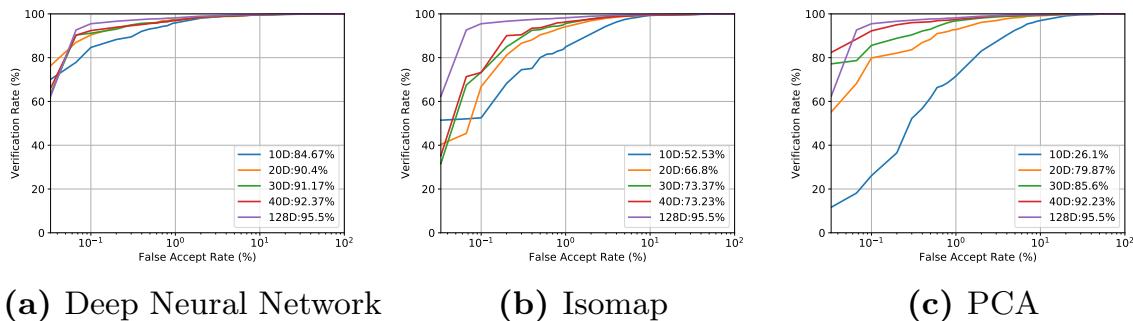 100
80
60
40
20
0
Verification Rate (%)
10D:84.67%
20D:90.4%
30D:91.17%
40D:92.37%
128D:95.5%
10⁻¹ 10⁰ 10¹ 10²
False Accept Rate (%)
(a) Deep Neural Network
100
80
60
40
20
0
Verification Rate (%)
10D:52.53%
20D:66.8%
30D:73.37%
40D:73.23%
128D:95.5%
10⁻¹ 10⁰ 10¹ 10²
False Accept Rate (%)
(b) Isomap
100
80
60
40
20
0
Verification Rate (%)
10D:26.1%
20D:79.87%
30D:85.6%
40D:92.23%
128D:95.5%
10⁻¹ 10⁰ 10¹ 10²
False Accept Rate (%)
(c) PCA